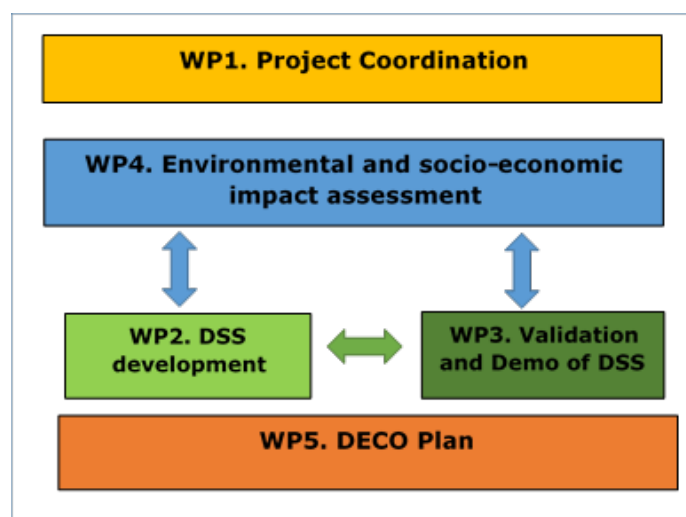 WP1. Project Coordination
WP4. Environmental and socio-economic
impact assessment
WP2. DSS
development
WP3. Validation
and Demo of DSS
WP5. DECO Plan